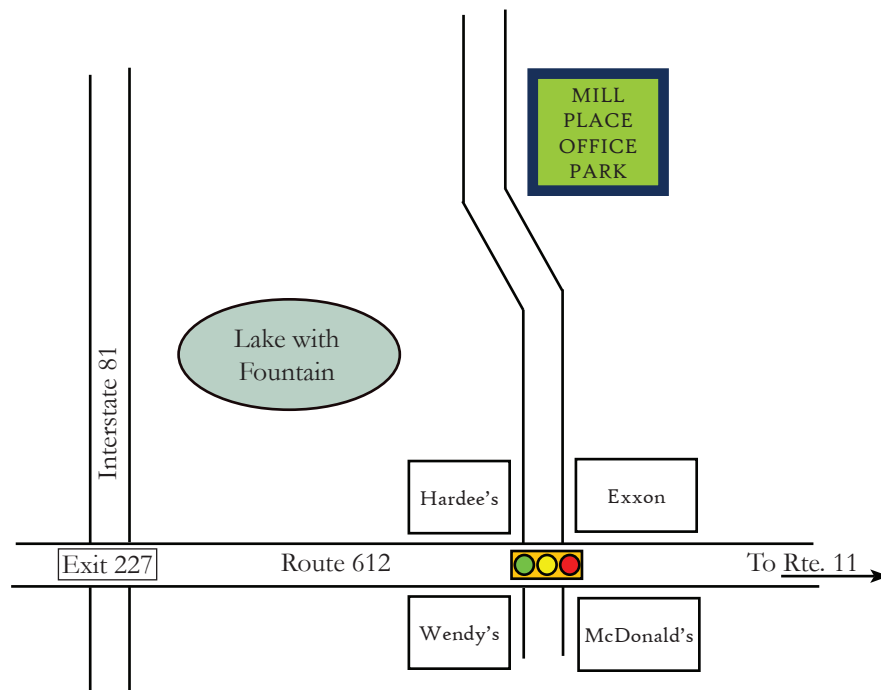 MILL
PLACE
OFFICE
PARK
Lake with
Fountain
Interstate 81
Hardee's
Exxon
Exit 227
Route 612
To Rte. 11
Wendy's
McDonald's